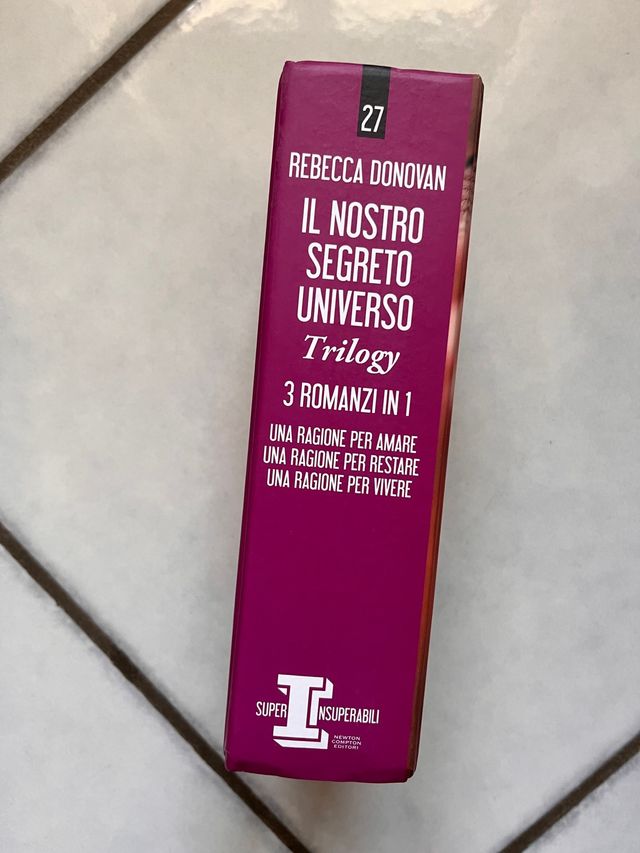 27
REBECCA DONOVAN
IL NOSTRO
SEGRETO
UNIVERSO
Trilogy
3 ROMANZI IN 1
UNA RAGIONE PER AMARE
UNA RAGIONE PER RESTARE
UNA RAGIONE PER VIVERE
SUPER INSUPERABILI
NEWTON
COMPTON
EDITORI